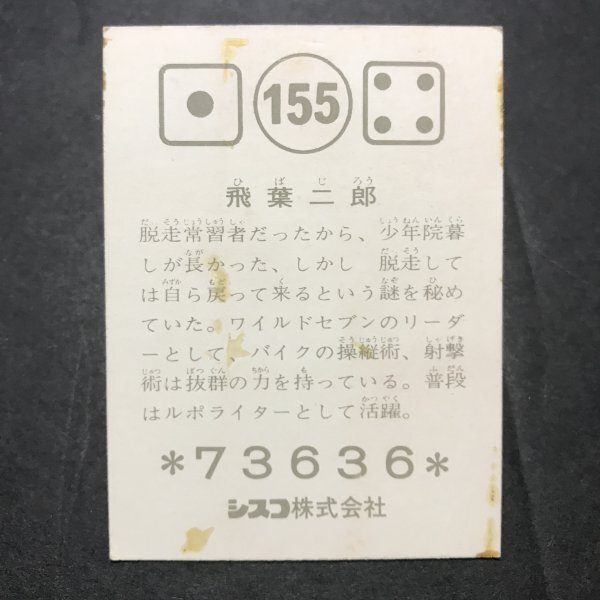 155
飛葉二郎
脱走常習者だったから、少年院暮
しが長かった、しかし 脱走して
は自ら戻って来るという謎を秘め
ていた。ワイルドセブンのリーダ
ーとして、バイクの操縦術、射撃
術は抜群の力を持っている。普段
はルポライターとして活躍。
*73636*
シスコ株式会社